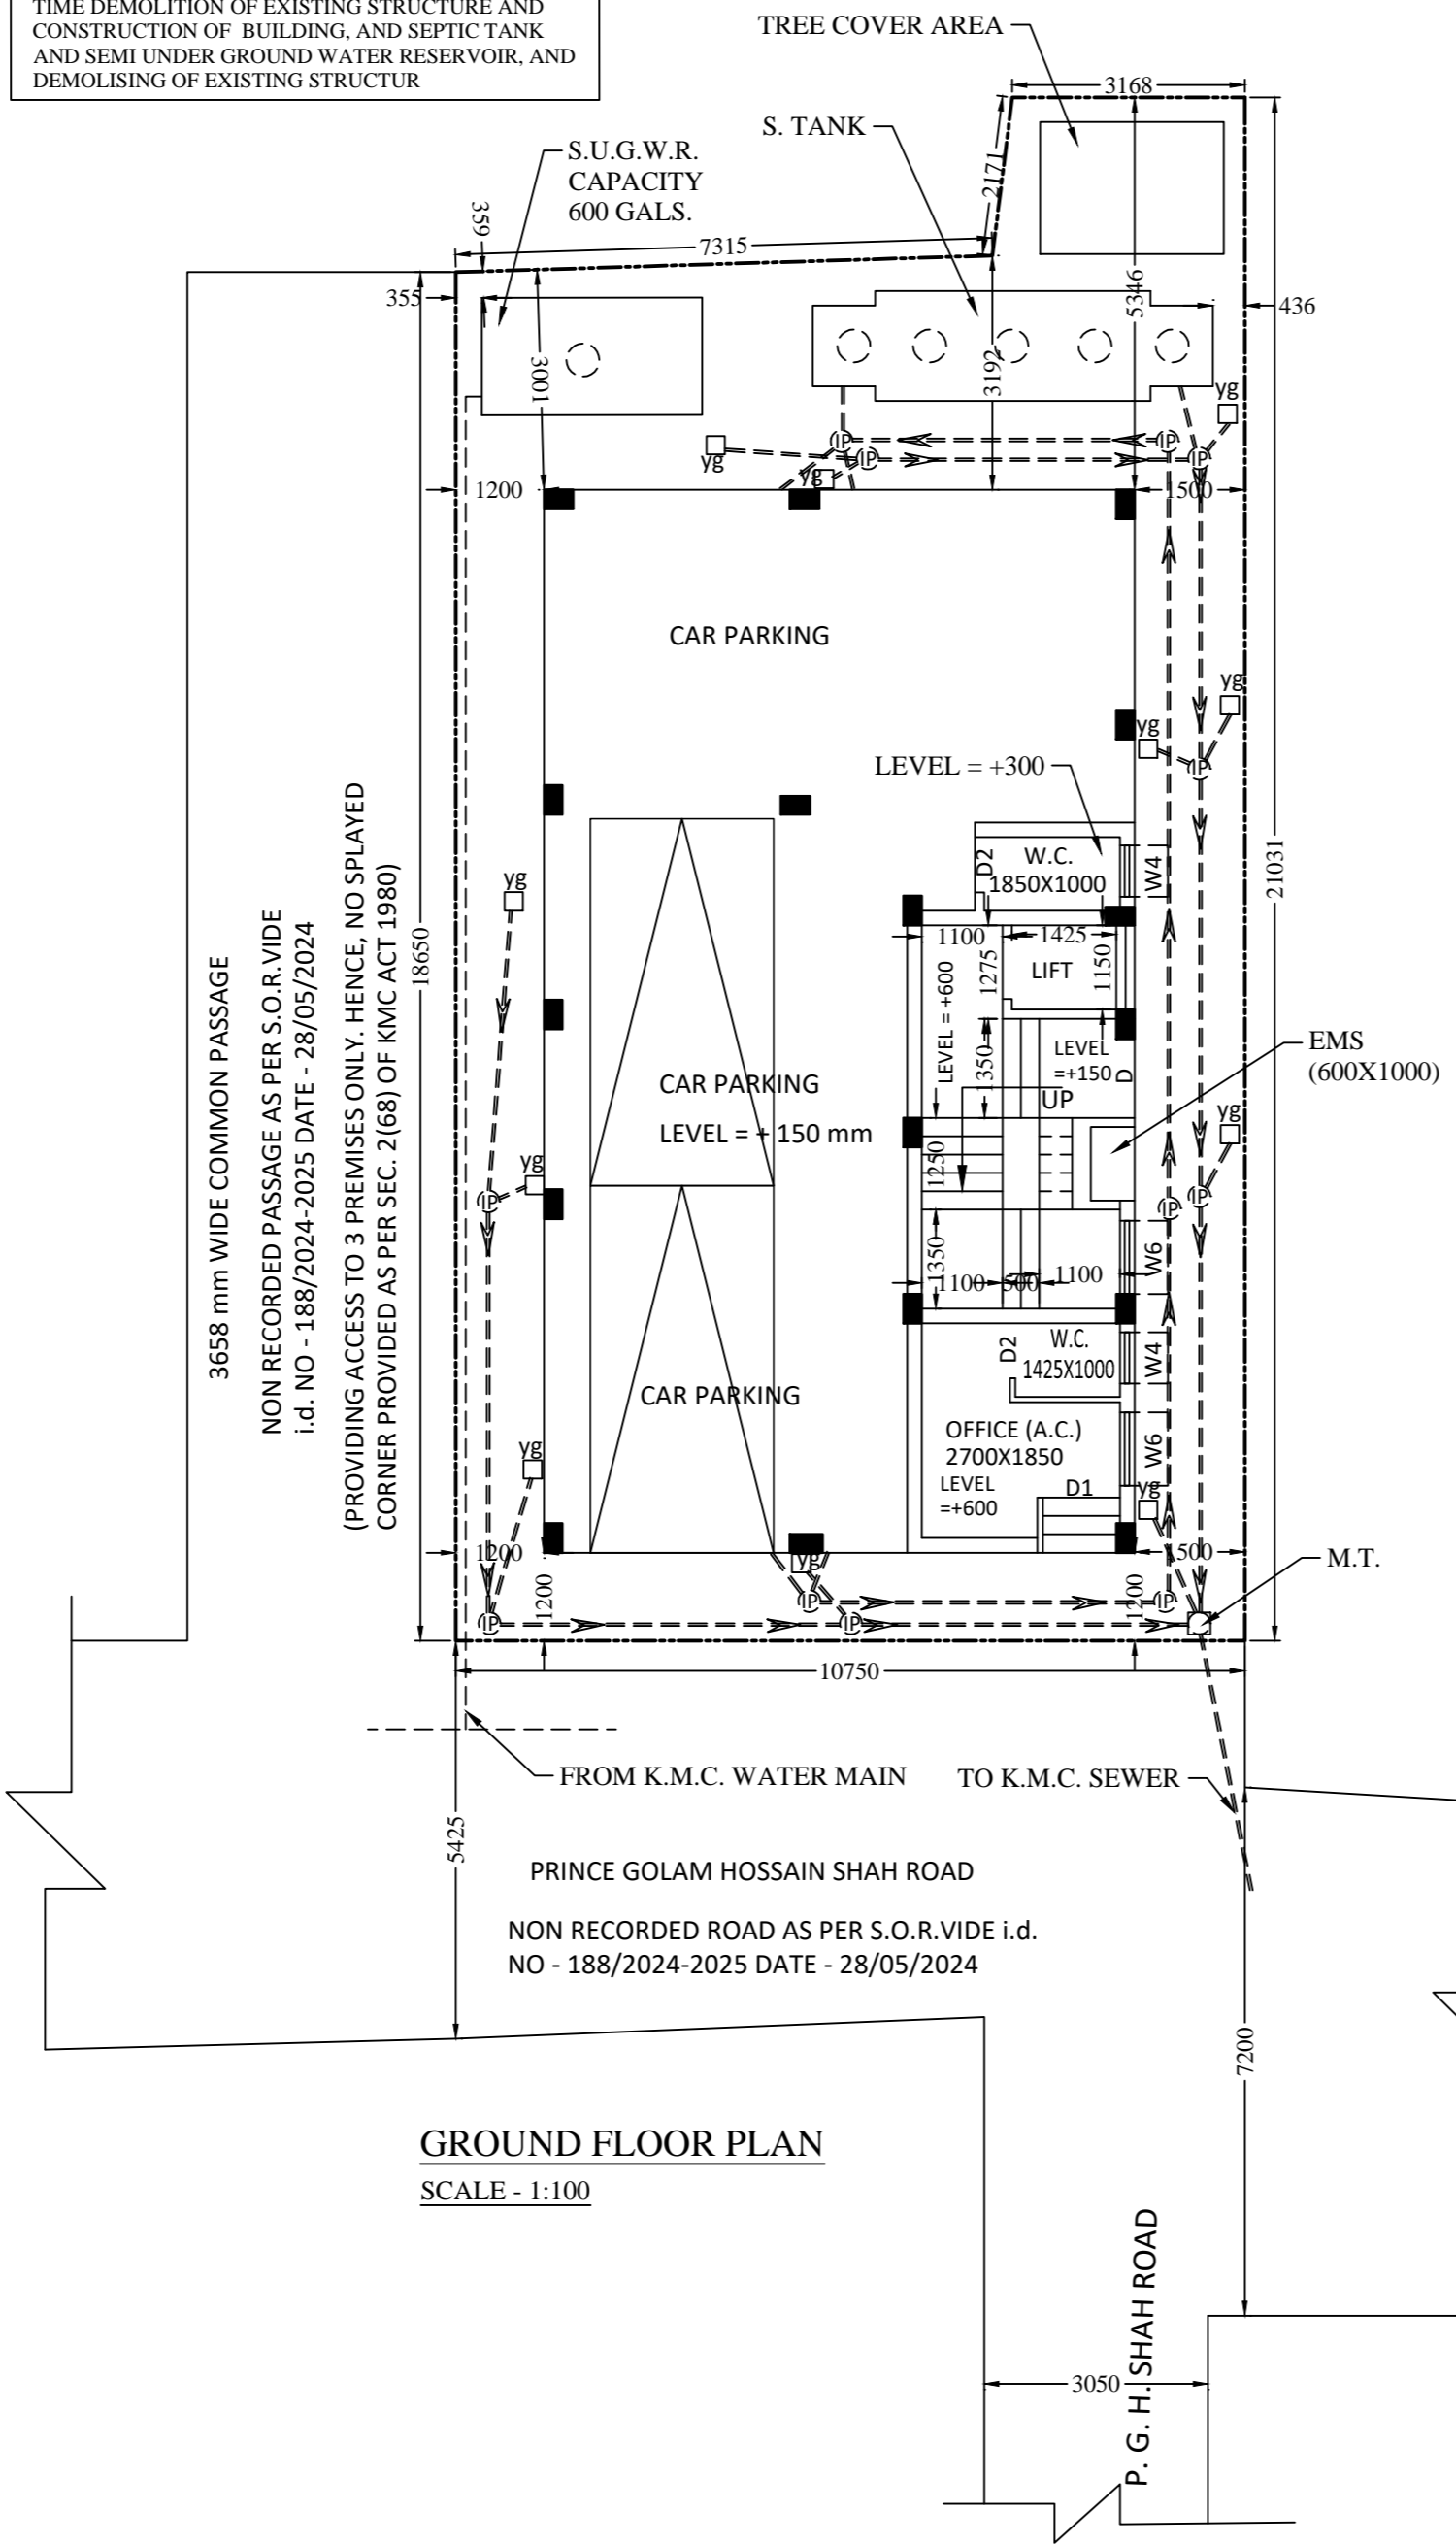 TIME DEMOLITION OF EXISTING STRUCTURE AND
CONSTRUCTION OF BUILDING, AND SEPTIC TANK
AND SEMI UNDER GROUND WATER RESERVOIR, AND
DEMOLISING OF EXISTING STRUCTUR
TREE COVER AREA
3168
S. TANK
S.U.G.W.R.
CAPACITY
600 GALS.
2171
359
7315
355
5346
436
3001
3192
yg
IP
IP
yg
IP
IP
yg
1200
1500
CAR PARKING
yg
yg
LEVEL = +300
IP
W.C.
1850X1000
D2
W4
21031
yg
18650
3658 mm WIDE COMMON PASSAGE
NON RECORDED PASSAGE AS PER S.O.R.VIDE
i.d. NO - 188/2024-2025 DATE - 28/05/2024
(PROVIDING ACCESS TO 3 PREMISES ONLY. HENCE, NO SPLAYED
CORNER PROVIDED AS PER SEC. 2(68) OF KMC ACT 1980)
1100
1425
LIFT
1275
1150
LEVEL = +600
1350
LEVEL
=+150
D
EMS
(600X1000)
CAR PARKING
LEVEL = + 150 mm
UP
yg
1250
yg
IP
IP
IP
1350
1100
500
1100
W6
D2
W.C.
1425X1000
W4
CAR PARKING
OFFICE (A.C.)
2700X1850
W6
yg
LEVEL
=+600
D1
yg
1200
1500
M.T.
yg
1200
1200
IP
IP
IP
IP
10750
FROM K.M.C. WATER MAIN
TO K.M.C. SEWER
5425
PRINCE GOLAM HOSSAIN SHAH ROAD
NON RECORDED ROAD AS PER S.O.R.VIDE i.d.
NO - 188/2024-2025 DATE - 28/05/2024
7200
GROUND FLOOR PLAN
SCALE - 1:100
3050
P. G. H. SHAH ROAD